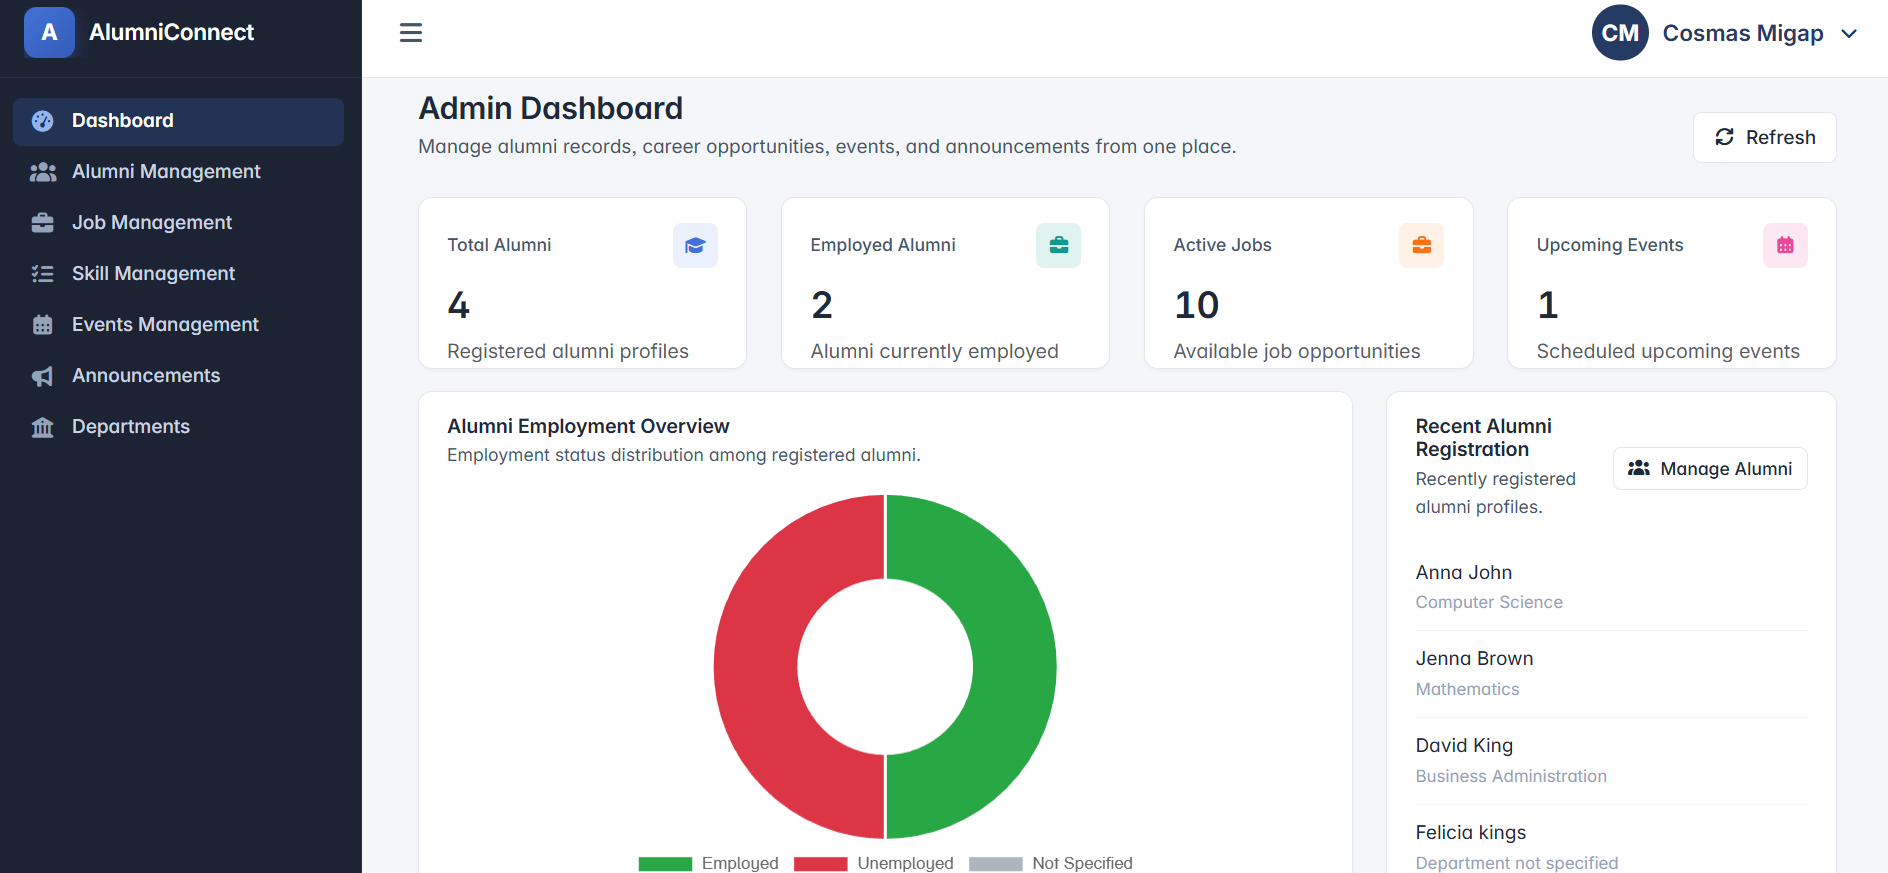 A
AlumniConnect
Dashboard
Alumni Management
Job Management
Skill Management
Events Management
Announcements
Departments
CM
Cosmas Migap
Admin Dashboard
Manage alumni records, career opportunities, events, and announcements from one place.
Refresh
Total Alumni
4
Registered alumni profiles
Employed Alumni
2
Alumni currently employed
Active Jobs
10
Available job opportunities
Upcoming Events
1
Scheduled upcoming events
Alumni Employment Overview
Employment status distribution among registered alumni.
Employed
Unemployed
Not Specified
Recent Alumni
Registration
Recently registered
alumni profiles.
Manage Alumni
Anna John
Computer Science
Jenna Brown
Mathematics
David King
Business Administration
Felicia kings
Department not specified